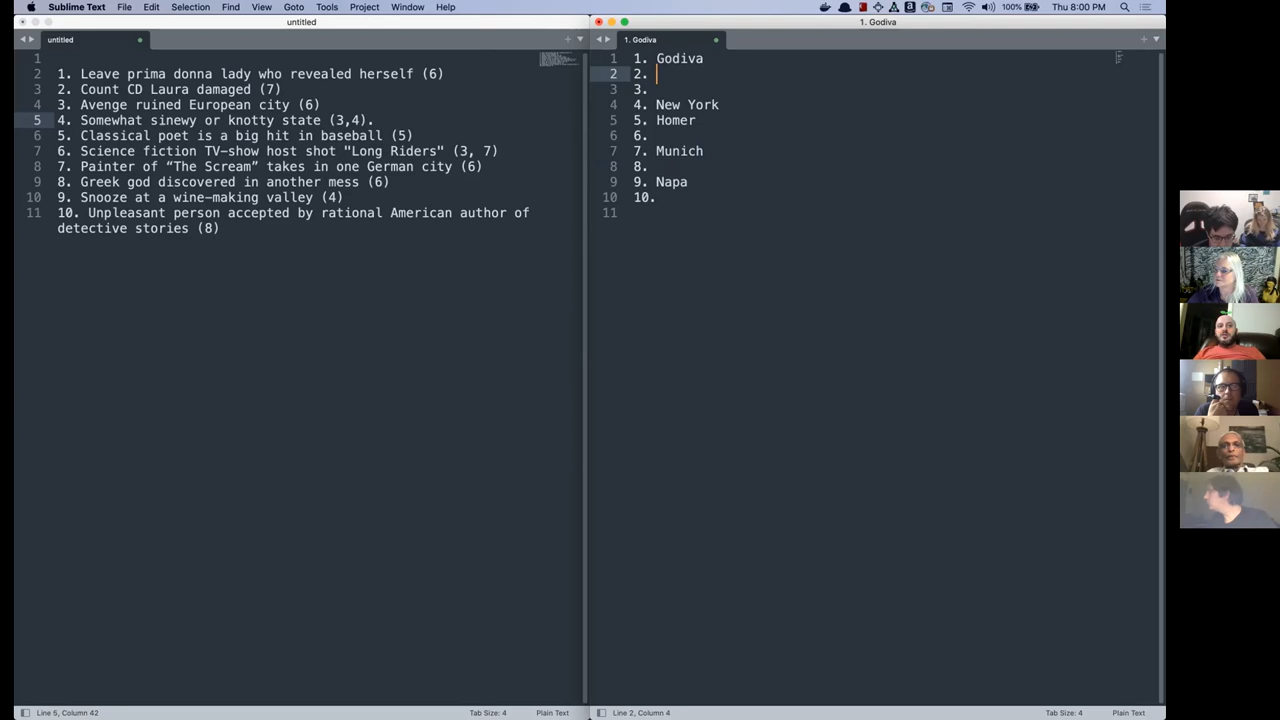 Sublime Text File Edit Selection Find View Goto Tools Project Window Help 100% Thu 8:00 PM
untitled
1. Godiva
untitled
1. Godiva
1
2 1. Leave prima donna lady who revealed herself (6)
3 2. Count CD Laura damaged (7)
4 3. Avenge ruined European city (6)
5 4. Somewhat sinewy or knotty state (3,4).
6 5. Classical poet is a big hit in baseball (5)
7 6. Science fiction TV-show host shot "Long Riders" (3, 7)
8 7. Painter of “The Scream” takes in one German city (6)
9 8. Greek god discovered in another mess (6)
10 9. Snooze at a wine-making valley (4)
11 10. Unpleasant person accepted by rational American author of
detective stories (8)
1 1. Godiva
2 2.
3 3.
4 4. New York
5 5. Homer
6 6.
7 7. Munich
8 8.
9 9. Napa
10 10.
11
Line 5, Column 42 Tab Size: 4 Plain Text
Line 2, Column 4 Tab Size: 4 Plain Text